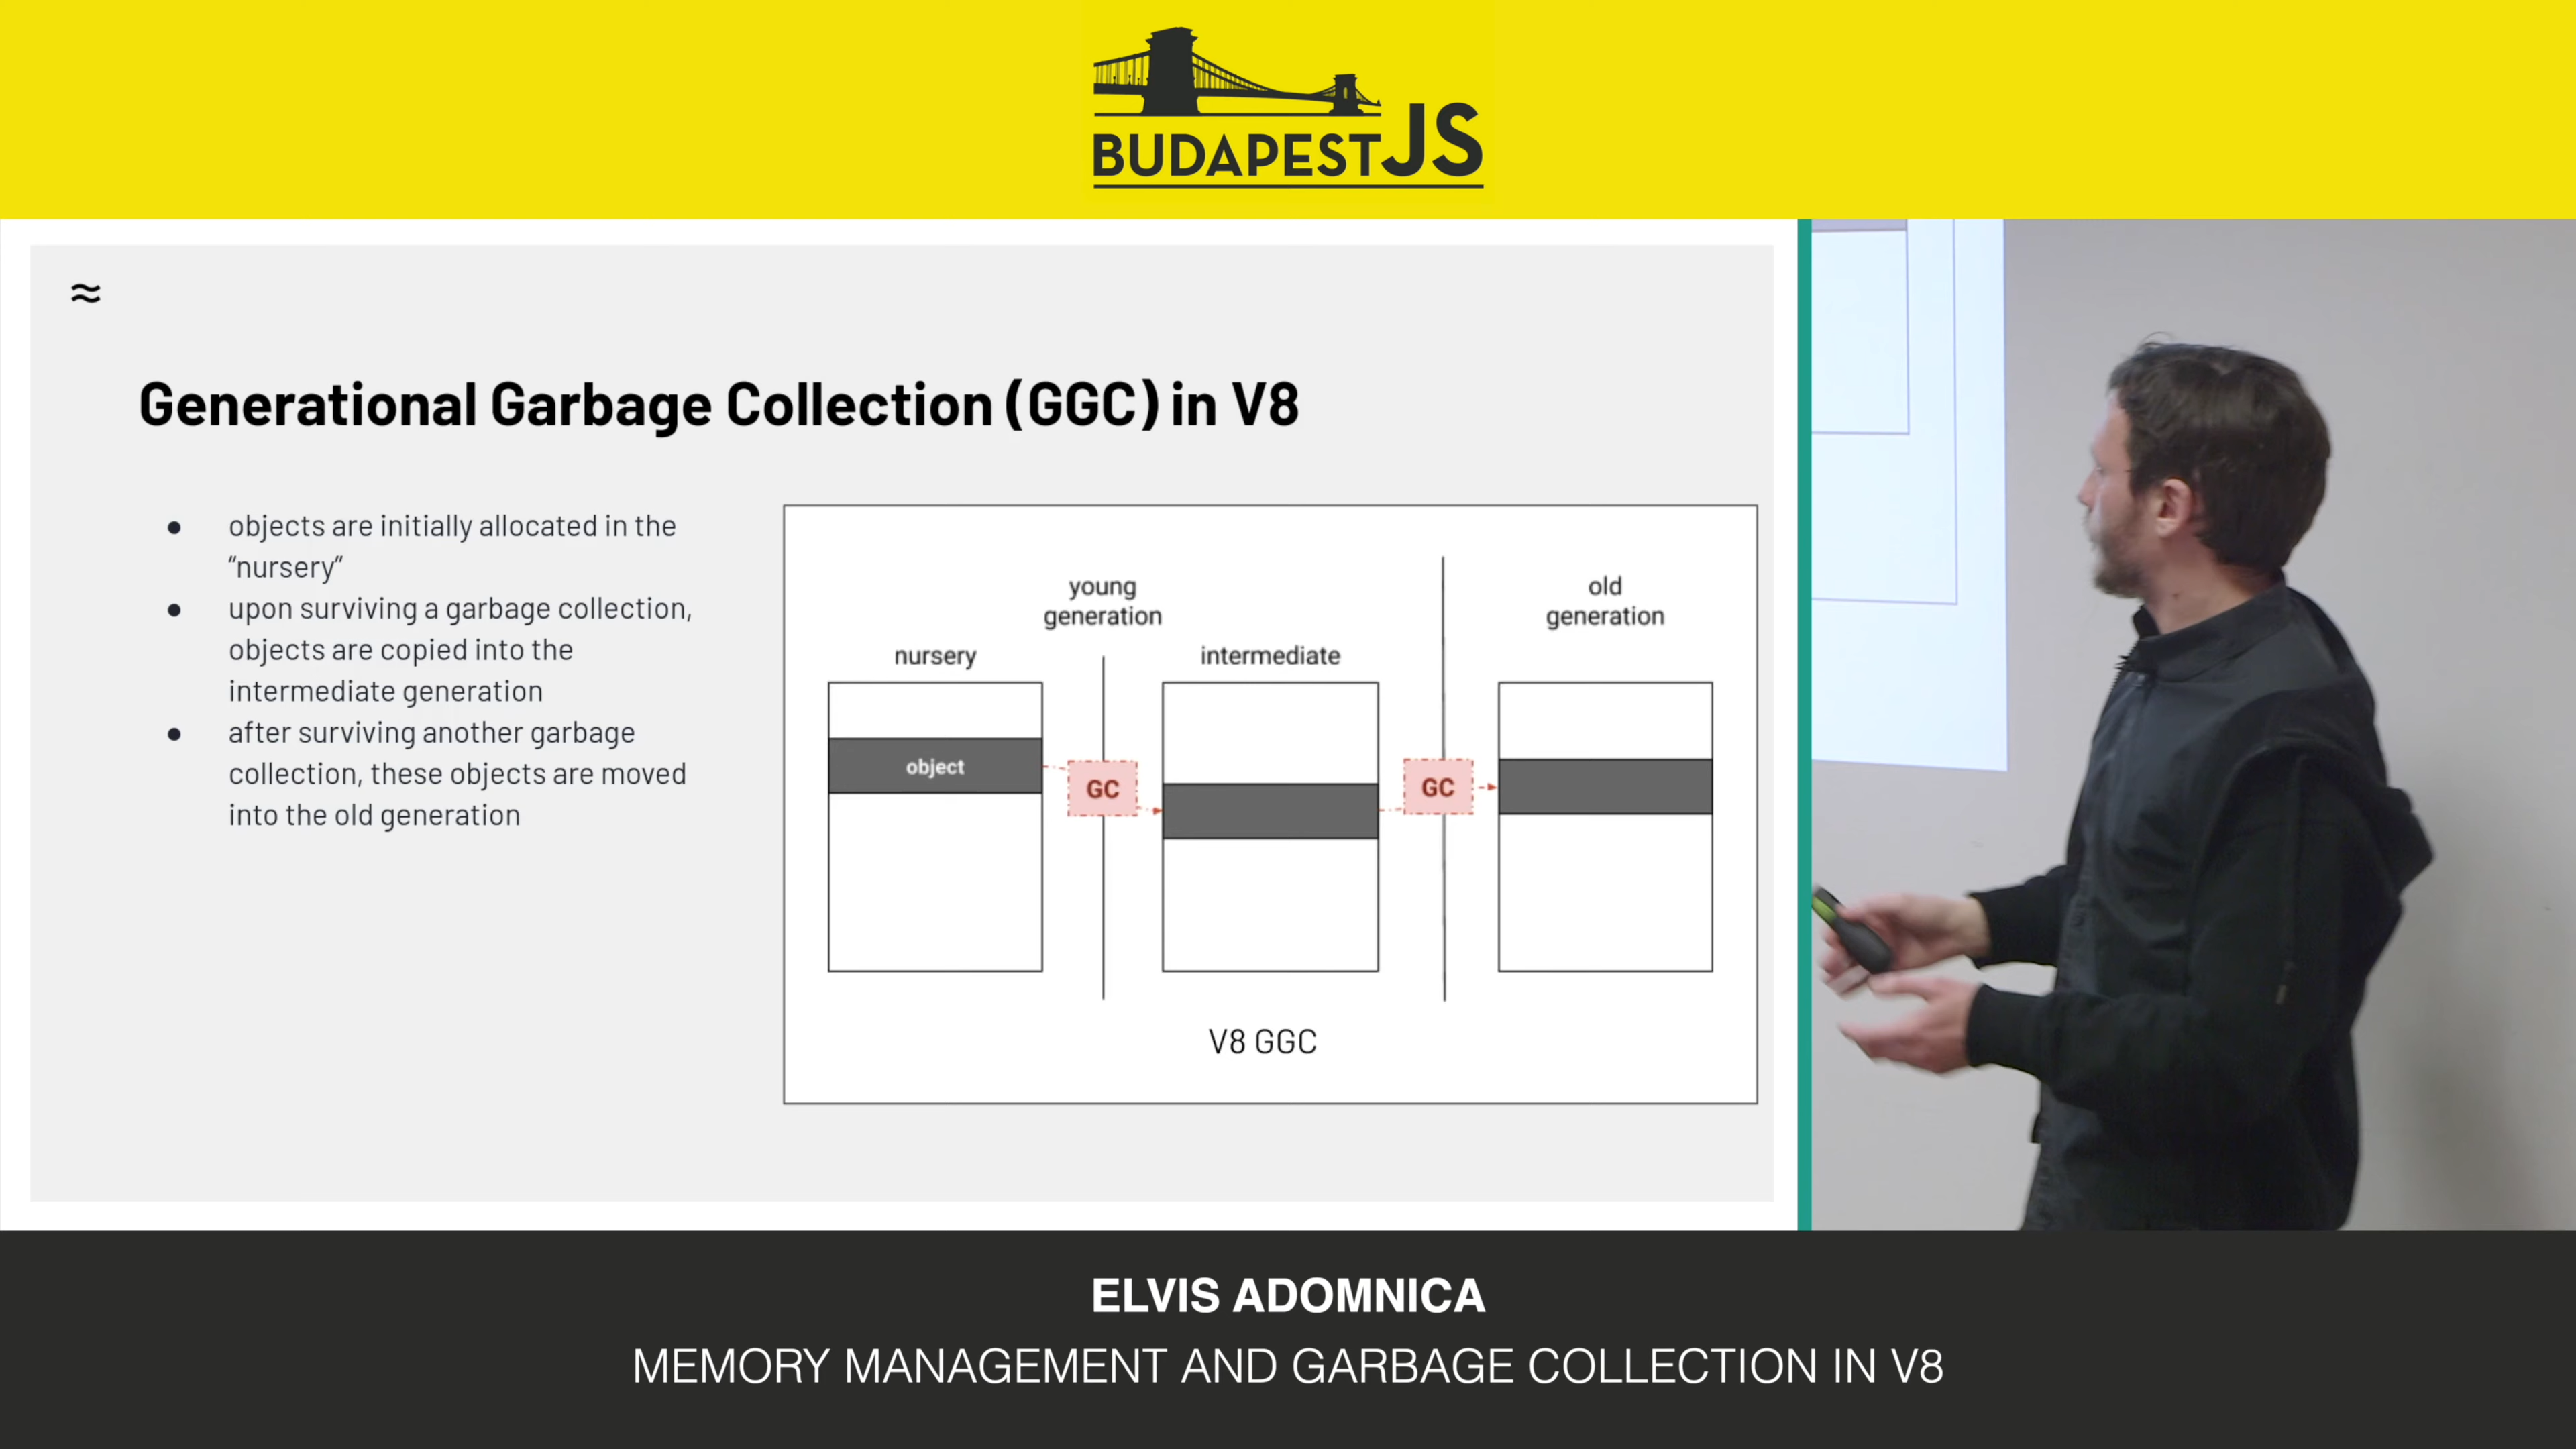 BUDAPESTJS
≈
Generational Garbage Collection (GGC) in V8
● objects are initially allocated in the
“nursery”
● upon surviving a garbage collection,
objects are copied into the
intermediate generation
● after surviving another garbage
collection, these objects are moved
into the old generation
young
generation
old
generation
nursery
intermediate
object
GC
GC
V8 GGC
ELVIS ADOMNICA
MEMORY MANAGEMENT AND GARBAGE COLLECTION IN V8